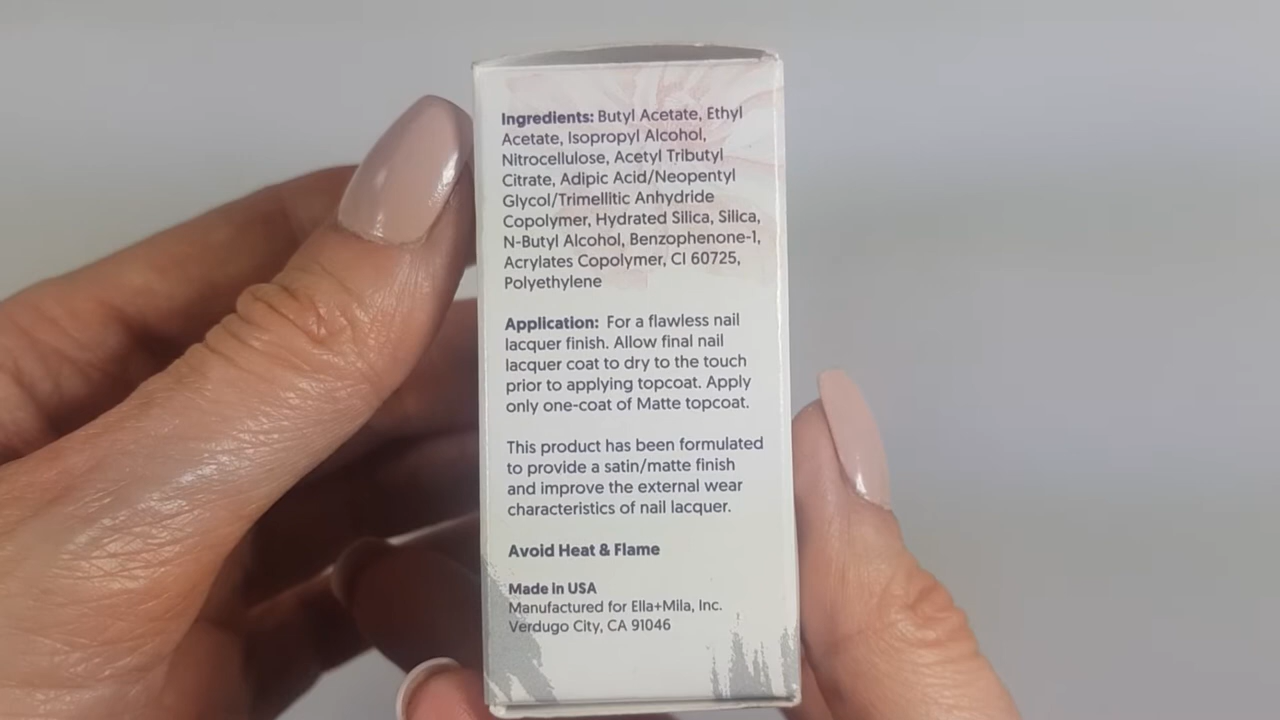 Ingredients: Butyl Acetate, Ethyl
Acetate, Isopropyl Alcohol,
Nitrocellulose, Acetyl Tributyl
Citrate, Adipic Acid/Neopentyl
Glycol/Trimellitic Anhydride
Copolymer, Hydrated Silica, Silica,
N-Butyl Alcohol, Benzophenone-1,
Acrylates Copolymer, CI 60725,
Polyethylene
Application: For a flawless nail
lacquer finish. Allow final nail
lacquer coat to dry to the touch
prior to applying topcoat. Apply
only one-coat of Matte topcoat.
This product has been formulated
to provide a satin/matte finish
and improve the external wear
characteristics of nail lacquer.
Avoid Heat & Flame
Made in USA
Manufactured for Ella+Mila, Inc.
Verdugo City, CA 91046